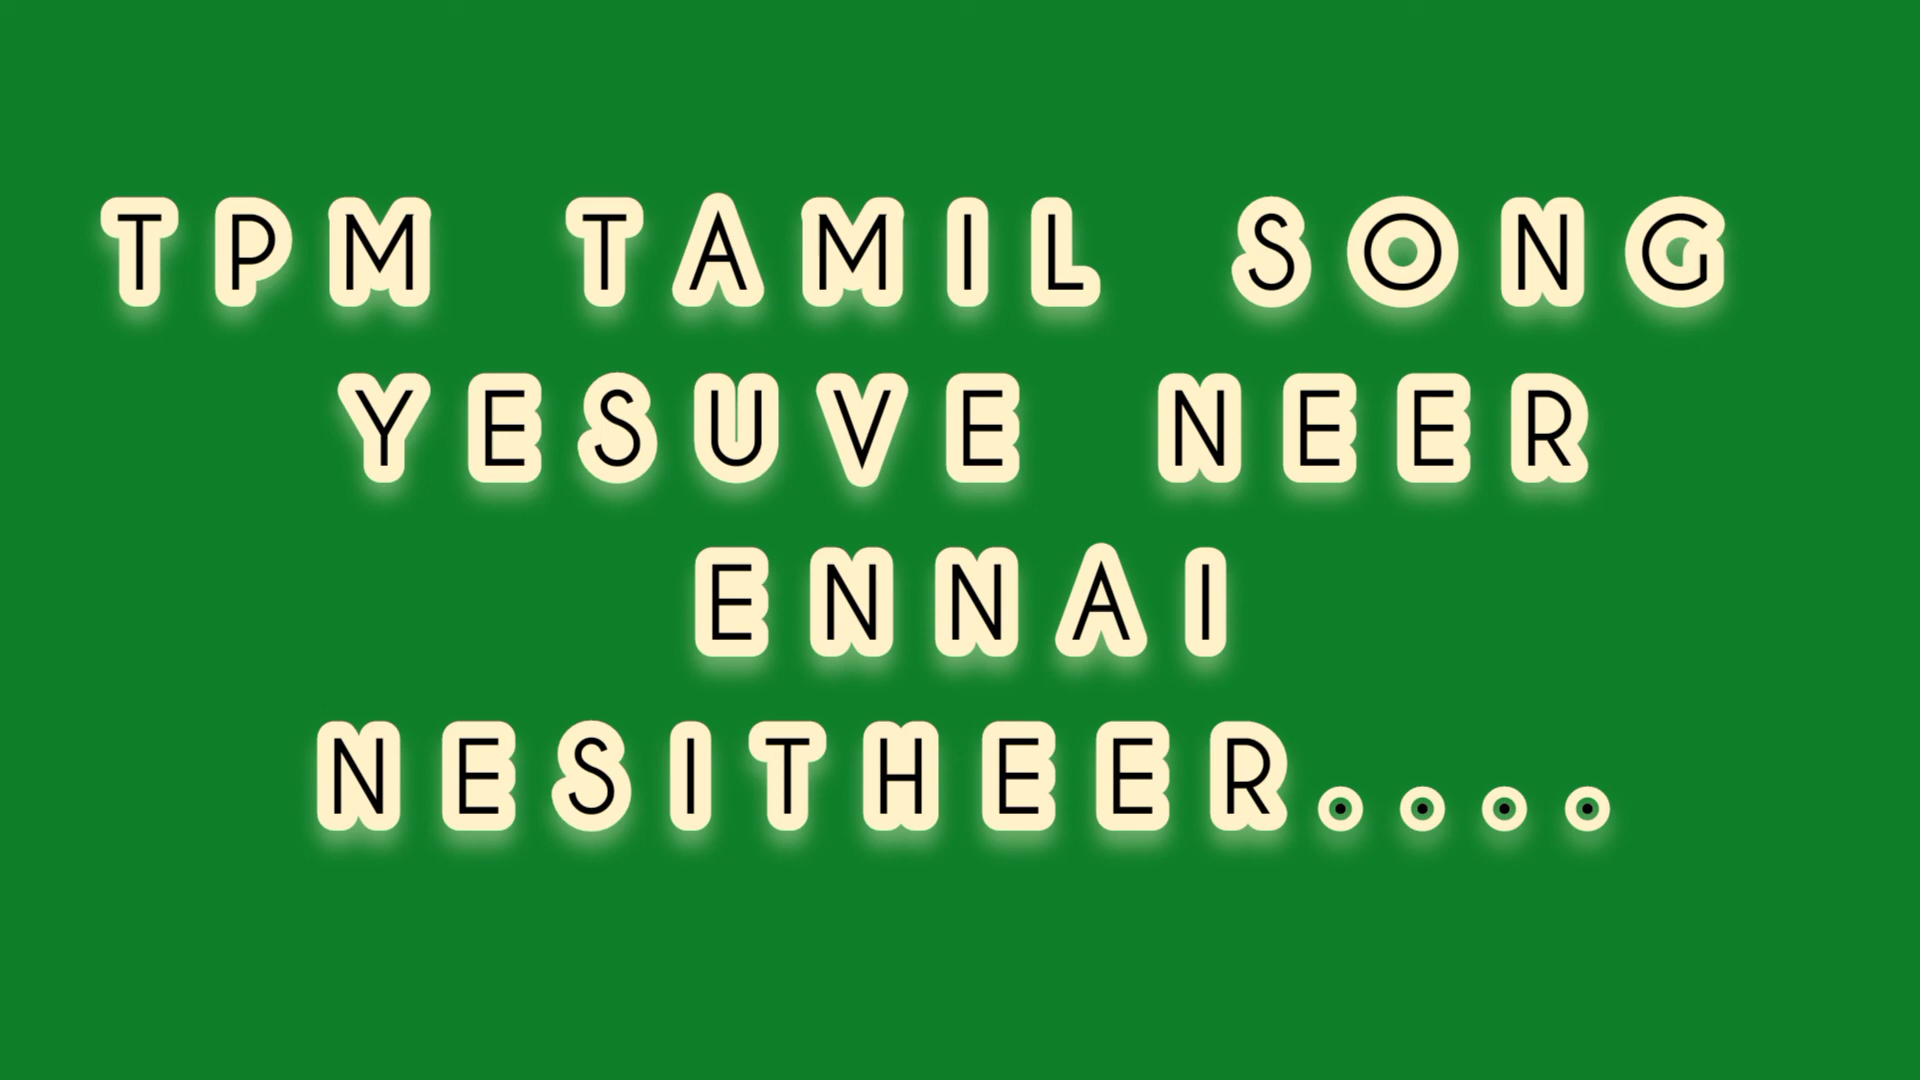 TPM TAMIL SONG
YESUVE NEER
ENNAI
NESITHEER....